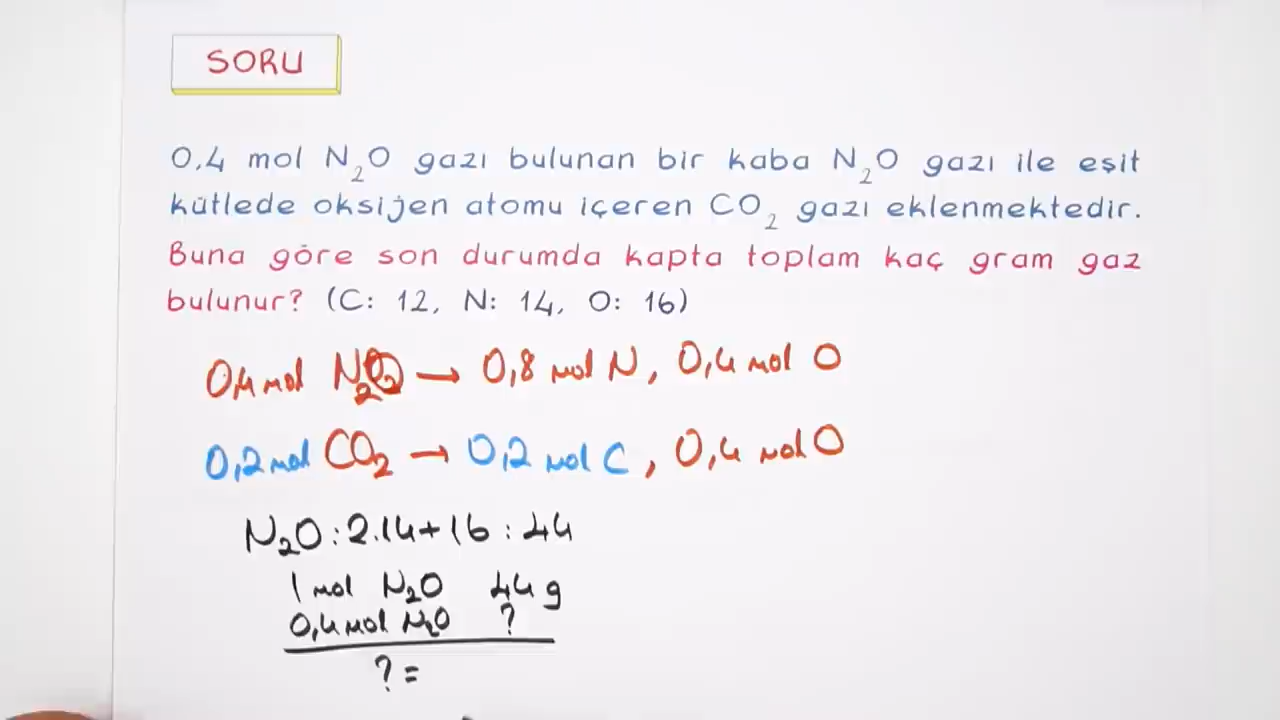 SORU
0,4 mol N₂O gazı bulunan bir kaba N₂O gazı ile eşit
kütlede oksijen atomu içeren CO₂ gazı eklenmektedir.
Buna göre son durumda kapta toplam kaç gram gaz
bulunur? (C: 12, N: 14, O: 16)
0,4 mol N₂O → 0,8 mol N, 0,4 mol O
0,2 mol CO₂ → 0,2 mol C, 0,4 mol O
N₂O : 2.14+16 : 44
1 mol N₂O 44 g
0,4 mol N₂O ?
? =